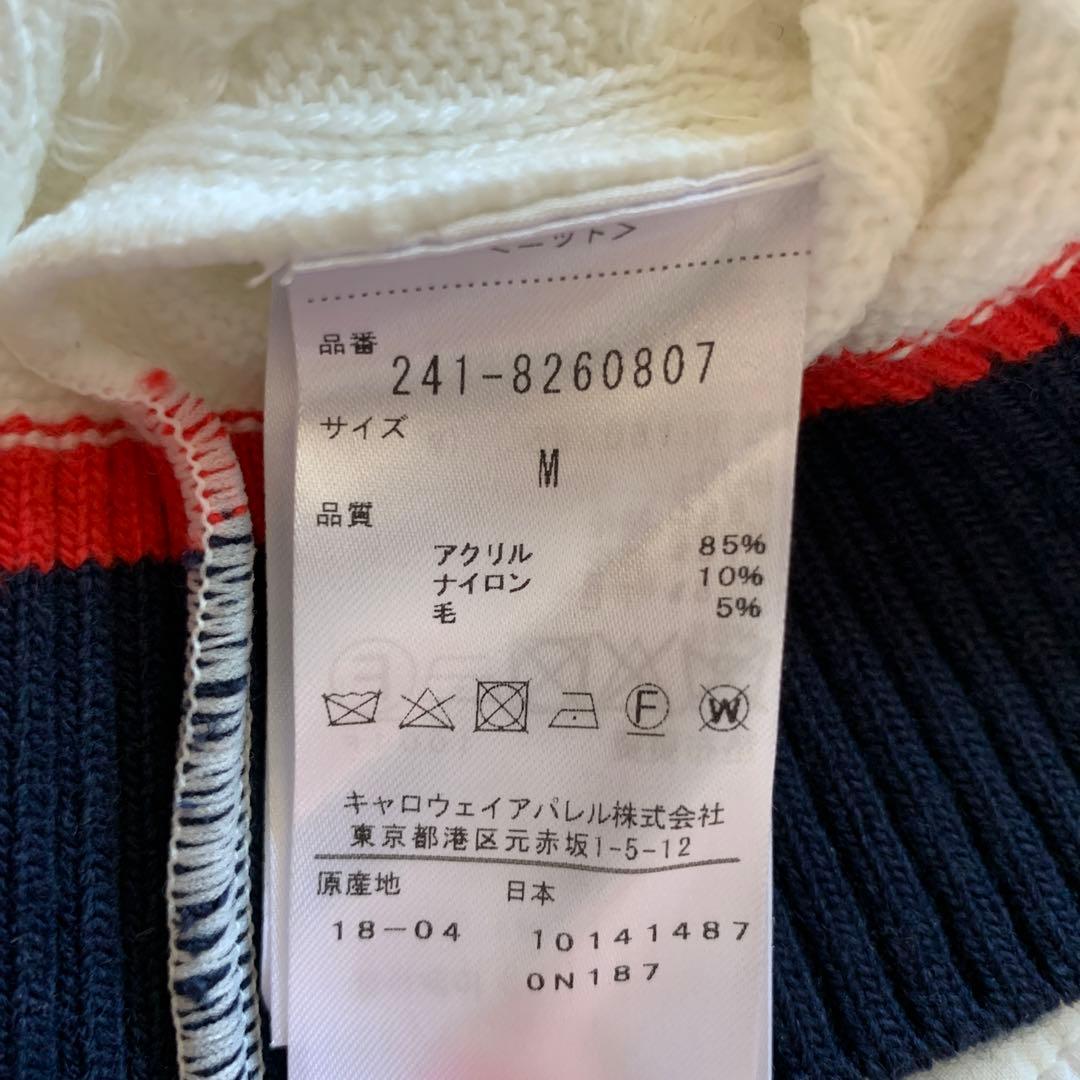 <ニット>
品番
241-8260807
サイズ
M
品質
アクリル 85%
ナイロン 10%
毛 5%
F W
キャロウェイアパレル株式会社
東京都港区元赤坂1-5-12
原産地 日本
18-04 10141487
0N187